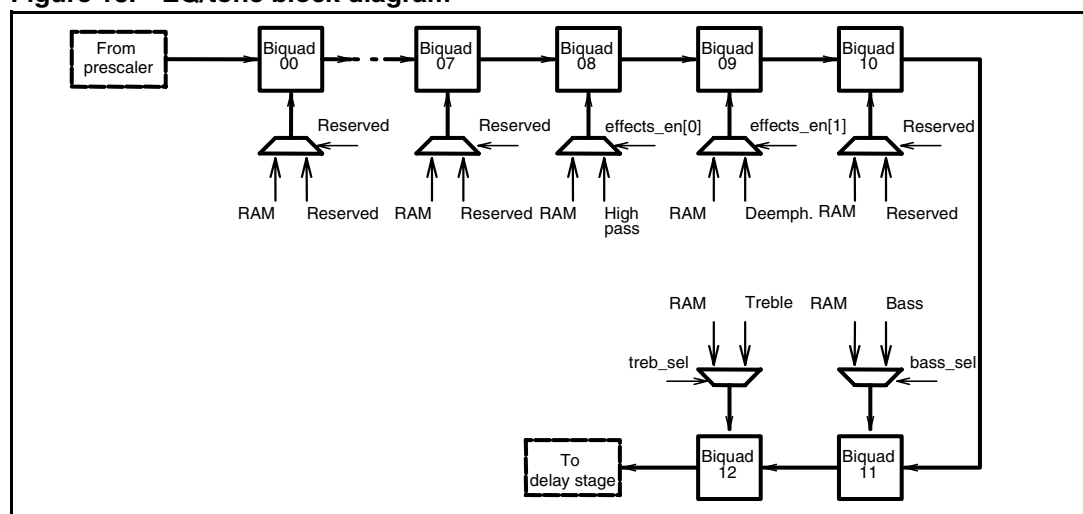 Figure 18. EQ/tone block diagram
From
prescaler
Biquad
00
Biquad
07
Biquad
08
Biquad
09
Biquad
10
Reserved
Reserved
effects_en[0]
effects_en[1]
Reserved
RAM
Reserved
RAM
Reserved
RAM
High
pass
RAM
Deemph.
RAM
Reserved
RAM
Treble
RAM
Bass
treb_sel
bass_sel
To
delay stage
Biquad
12
Biquad
11